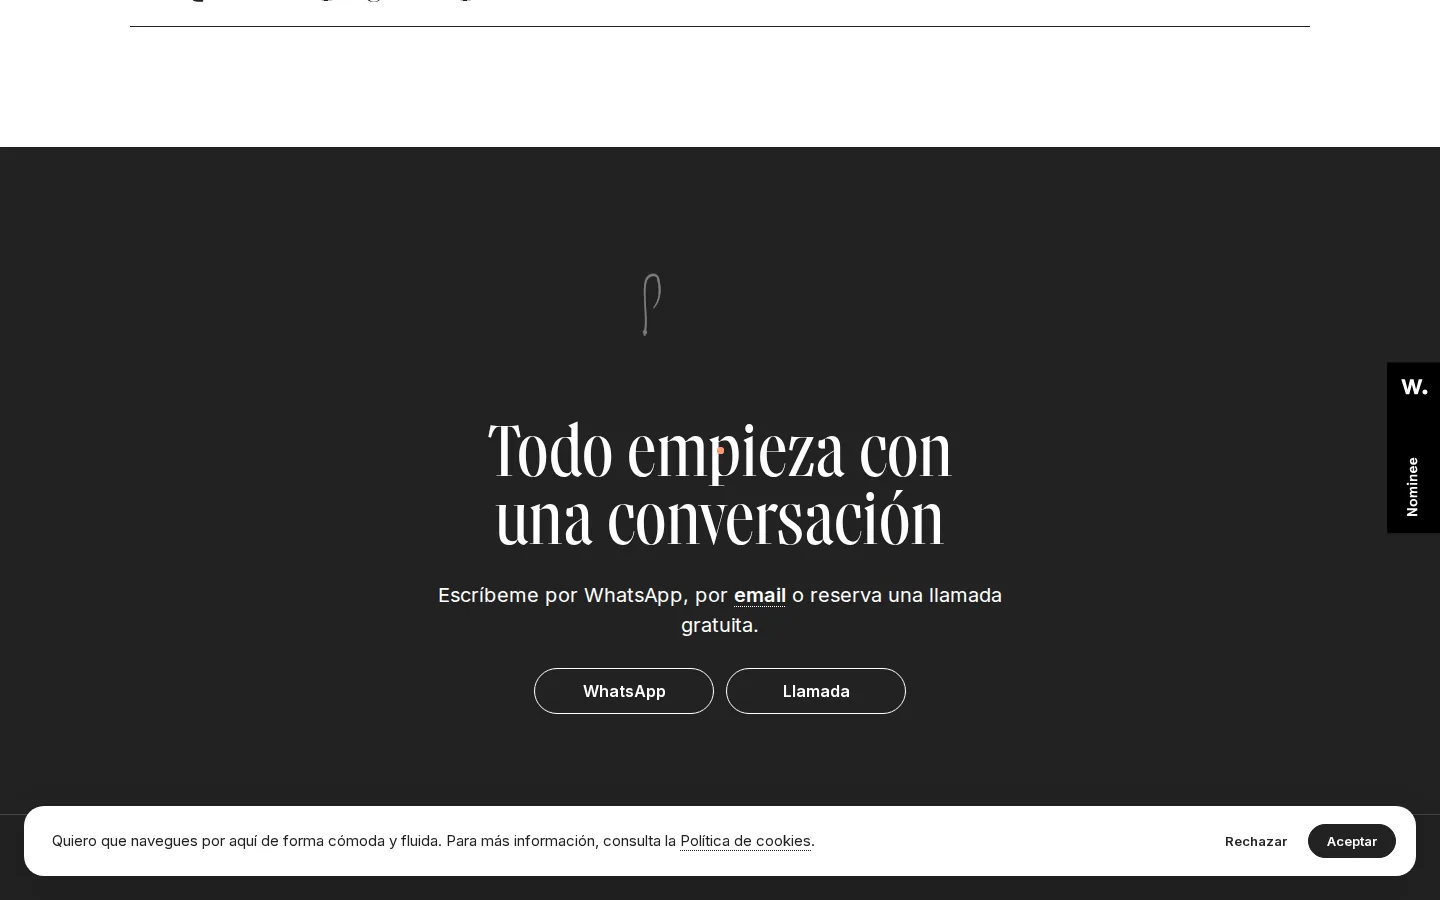 Todo empieza con
una conversación
Escríbeme por WhatsApp, por email o reserva una llamada
gratuita.
WhatsApp
Llamada
W.
Nominee
Quiero que navegues por aquí de forma cómoda y fluida. Para más información, consulta la Política de cookies.
Rechazar
Aceptar